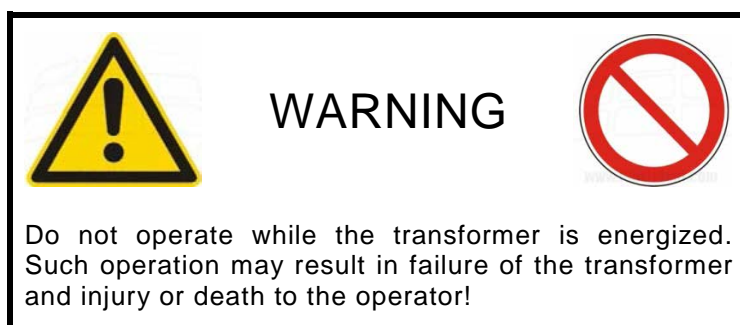 WARNING
Do not operate while the transformer is energized.
Such operation may result in failure of the transformer
and injury or death to the operator!